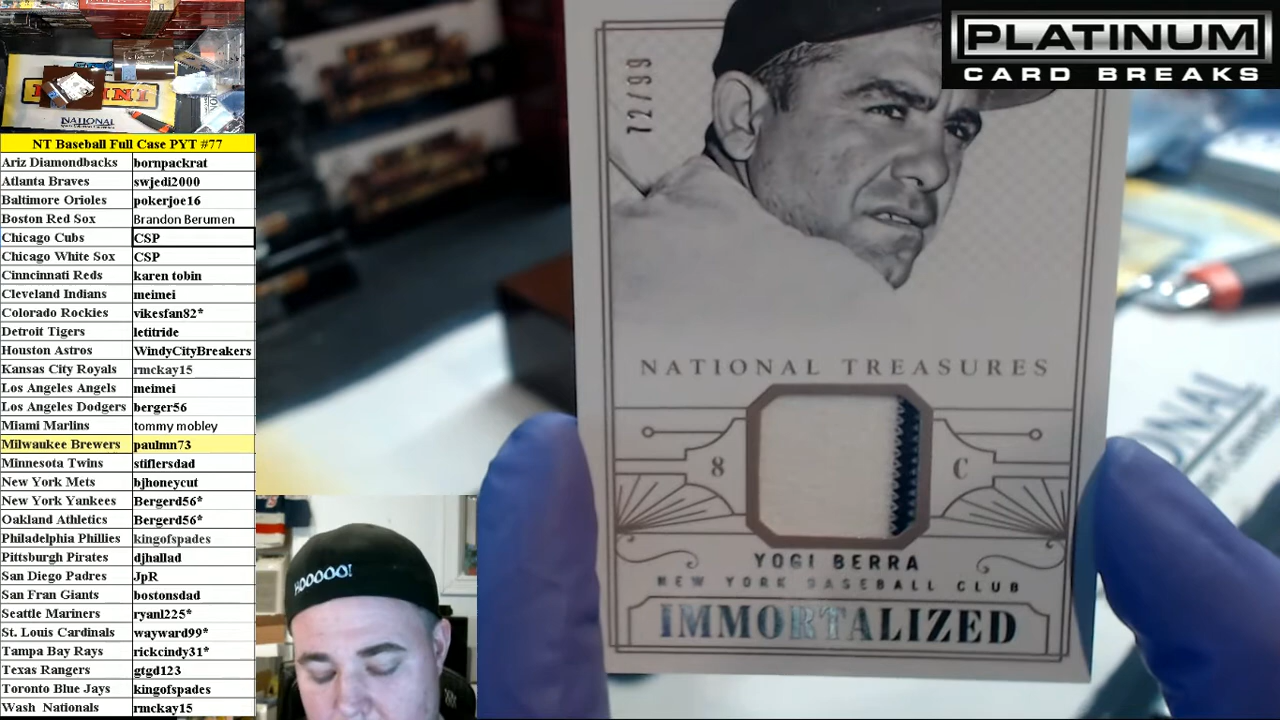 PLATINUM
CARD BREAKS
NATIONAL
NT Baseball Full Case PYT #77
Ariz Diamondbacks bornpackrat
Atlanta Braves swjedi2000
Baltimore Orioles pokerjoe16
Boston Red Sox Brandon Berumen
Chicago Cubs CSP
Chicago White Sox CSP
Cinncinnati Reds karen tobin
Cleveland Indians meimei
Colorado Rockies vikesfan82*
Detroit Tigers letitride
Houston Astros WindyCityBreakers
Kansas City Royals rmckay15
Los Angeles Angels meimei
Los Angeles Dodgers berger56
Miami Marlins tommy mobley
Milwaukee Brewers paulmn73
Minnesota Twins stiflersdad
New York Mets bjhoneycut
New York Yankees Bergerd56*
Oakland Athletics Bergerd56*
Philadelphia Phillies kingofspades
Pittsburgh Pirates djhallad
San Diego Padres JpR
San Fran Giants bostonsdad
Seattle Mariners ryanl225*
St. Louis Cardinals wayward99*
Tampa Bay Rays rickcindy31*
Texas Rangers gtgd123
Toronto Blue Jays kingofspades
Wash Nationals rmckay15
HOOOOO!
72/99
NATIONAL TREASURES
8 C
YOGI BERRA
NEW YORK BASEBALL CLUB
IMMORTALIZED